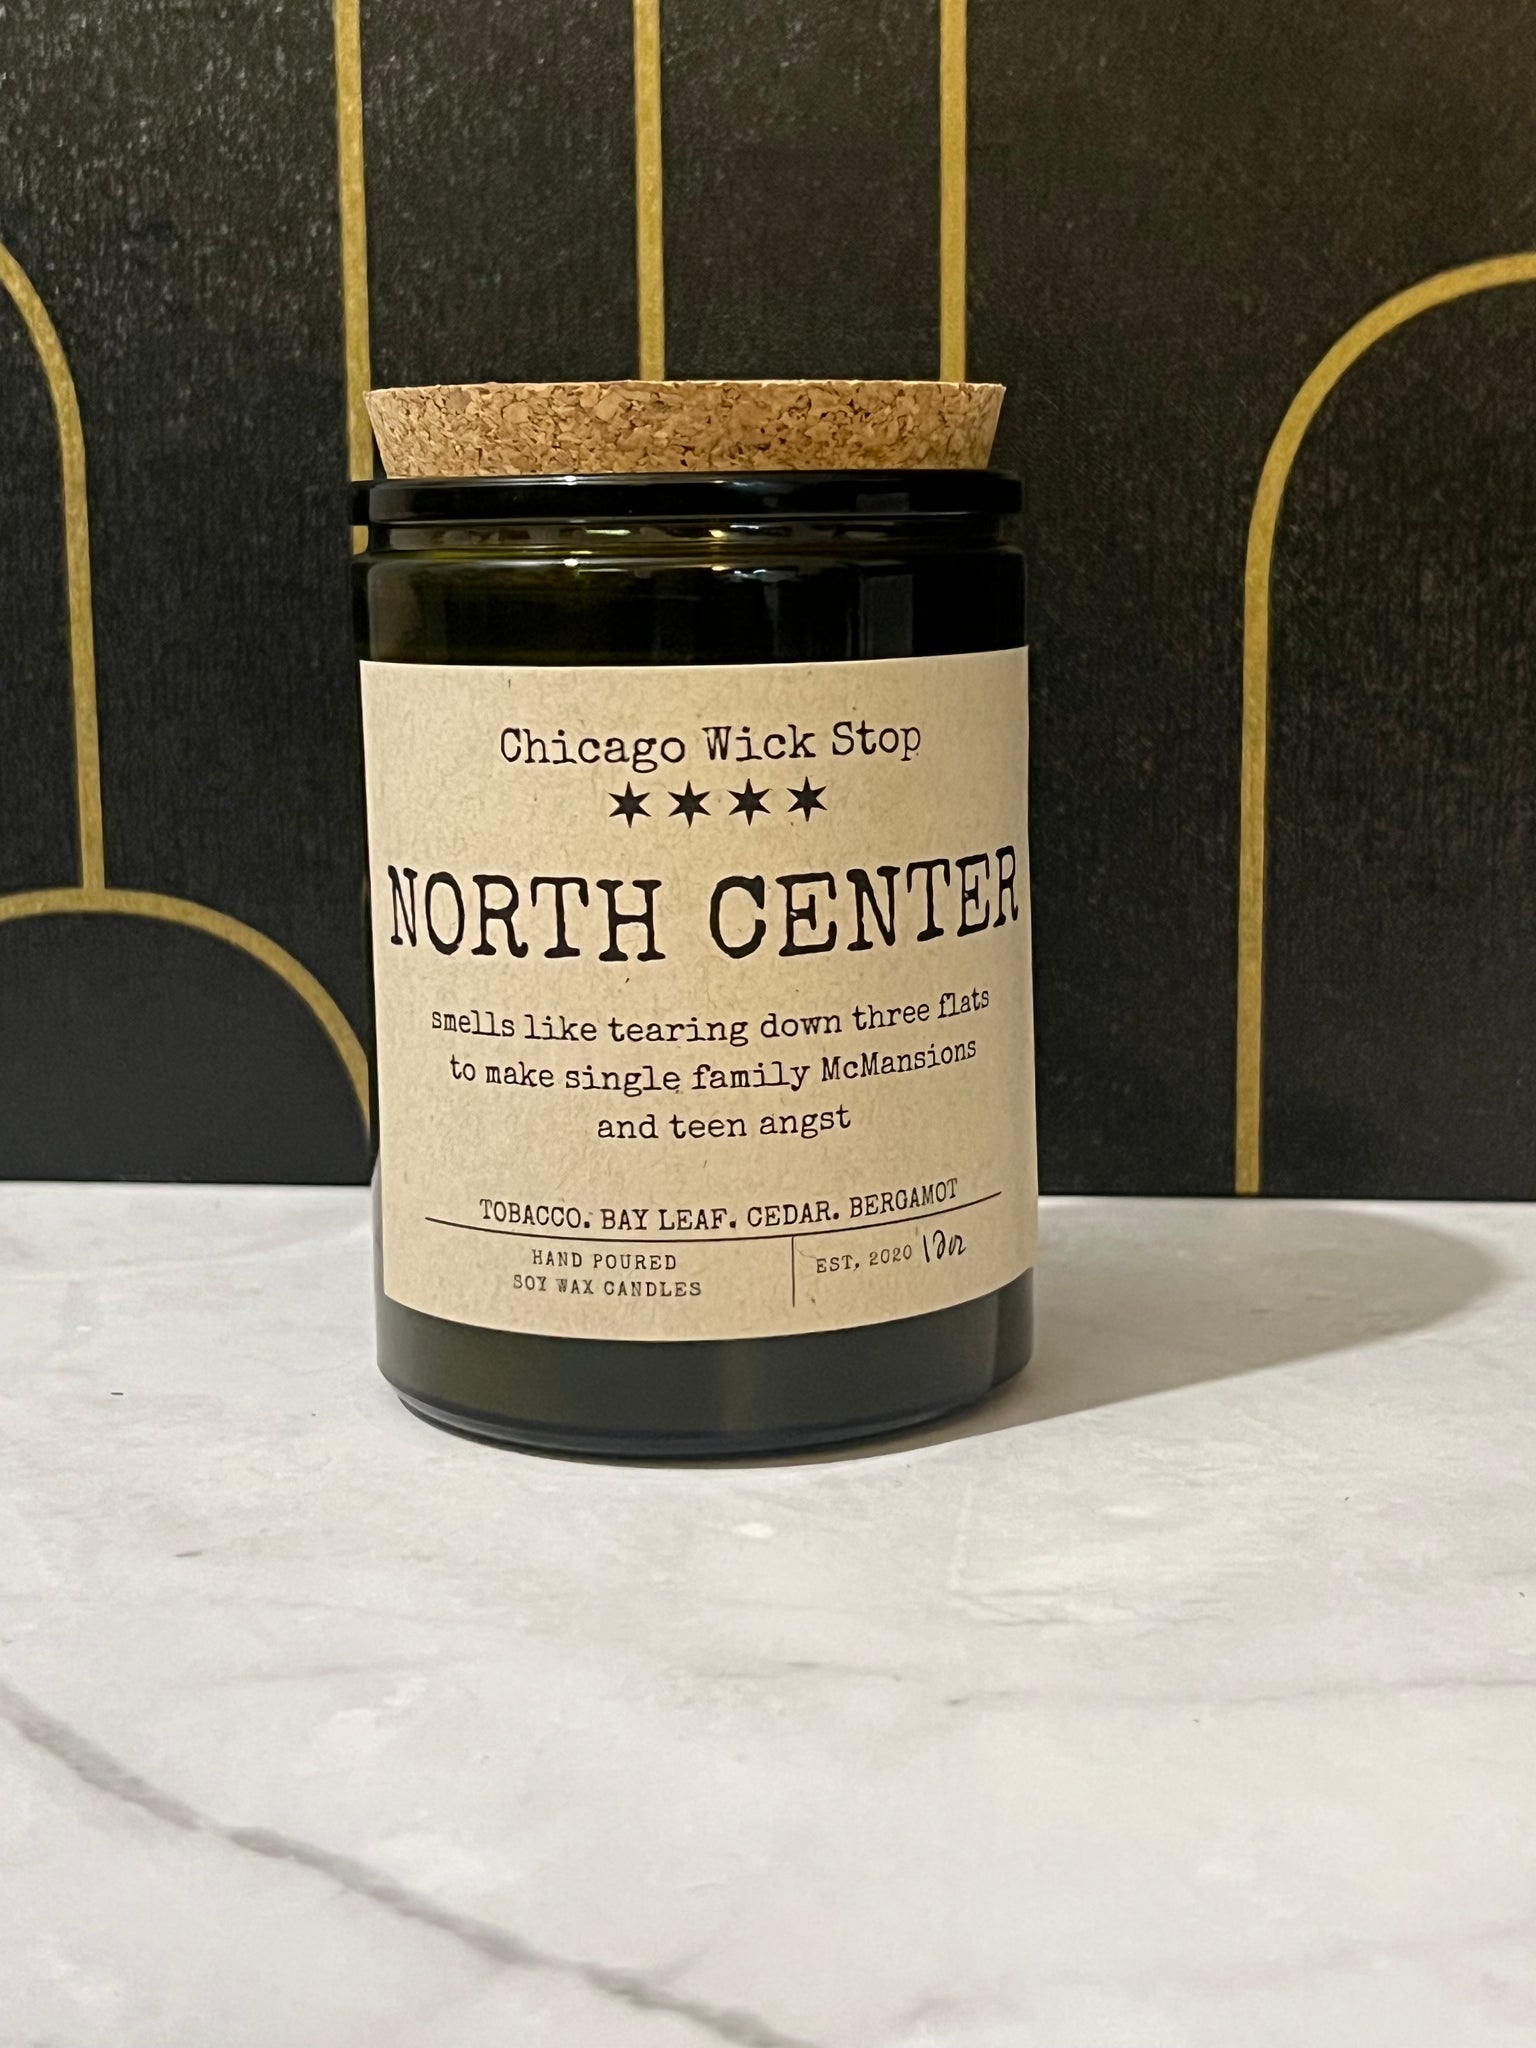 Chicago Wick Stop
NORTH CENTER
smells like tearing down three flats
to make single family McMansions
and teen angst
TOBACCO. BAY LEAF. CEDAR. BERGAMOT
HAND POURED
SOY WAX CANDLES
EST, 2020 12oz